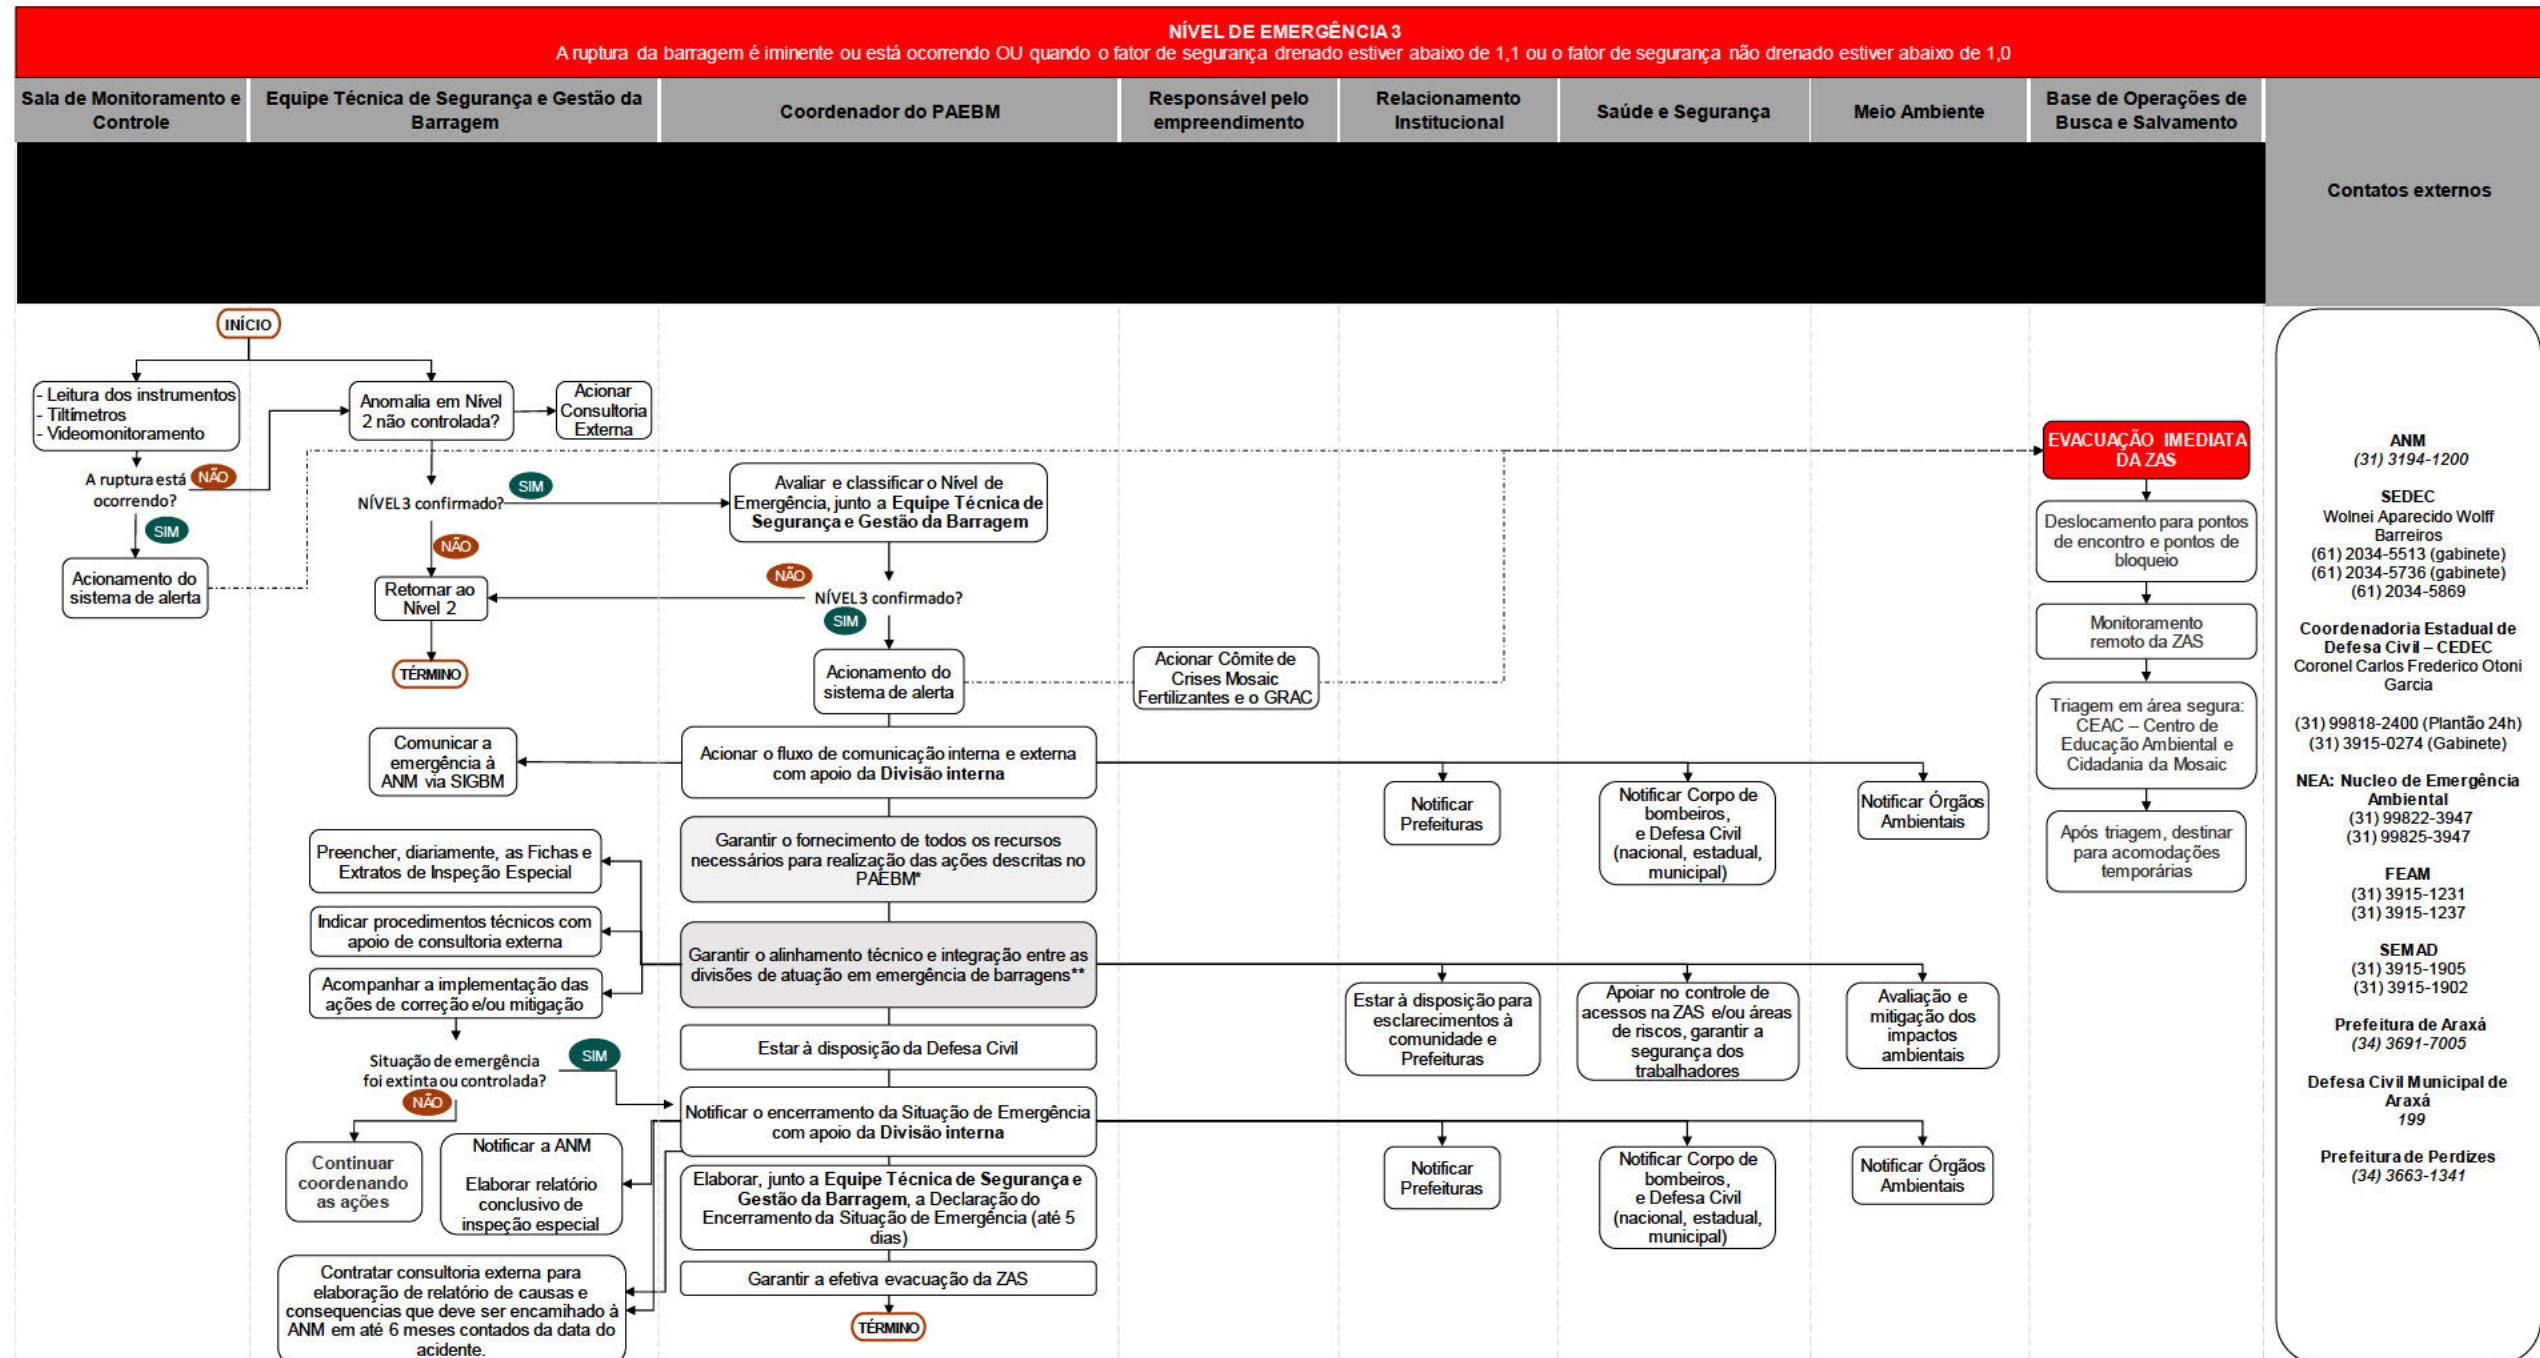 NÍVEL DE EMERGÊNCIA 3
A ruptura da barragem é iminente ou está ocorrendo OU quando o fator de segurança drenado estiver abaixo de 1,1 ou o fator de segurança não drenado estiver abaixo de 1,0
Sala de Monitoramento e
Controle
Equipe Técnica de Segurança e Gestão da
Barragem
Coordenador do PAEBM
Responsável pelo
empreendimento
Relacionamento
Institucional
Saúde e Segurança
Meio Ambiente
Base de Operações de
Busca e Salvamento
Contatos externos
INÍCIO
- Leitura dos instrumentos
- Tiltímetros
- Videomonitoramento
A ruptura está
ocorrendo?
NÃO
SIM
Acionamento do
sistema de alerta
Anomalia em Nível
2 não controlada?
Acionar
Consultoria
Externa
NÍVEL3 confirmado?
SIM
NÃO
Retornar ao
Nível 2
TÉRMINO
Avaliar e classificar o Nível de
Emergência, junto a Equipe Técnica de
Segurança e Gestão da Barragem
NÃO
NÍVEL3 confirmado?
SIM
Acionamento do
sistema de alerta
Acionar Cômite de
Crises Mosaic
Fertilizantes e o GRAC
EVACUAÇÃO IMEDIATA
DA ZAS
Deslocamento para pontos
de encontro e pontos de
bloqueio
Monitoramento
remoto da ZAS
Triagem em área segura:
CEAC – Centro de
Educação Ambiental e
Cidadania da Mosaic
Após triagem, destinar
para acomodações
temporárias
Comunicar a
emergência à
ANM via SIGBM
Acionar o fluxo de comunicação interna e externa
com apoio da Divisão interna
Notificar
Prefeituras
Notificar Corpo de
bombeiros,
e Defesa Civil
(nacional, estadual,
municipal)
Notificar Órgãos
Ambientais
Garantir o fornecimento de todos os recursos
necessários para realização das ações descritas no
PAEBM*
Preencher, diariamente, as Fichas e
Extratos de Inspeção Especial
Indicar procedimentos técnicos com
apoio de consultoria externa
Acompanhar a implementação das
ações de correção e/ou mitigação
Garantir o alinhamento técnico e integração entre as
divisões de atuação em emergência de barragens**
Estar à disposição para
esclarecimentos à
comunidade e
Prefeituras
Apoiar no controle de
acessos na ZAS e/ou áreas
de riscos, garantir a
segurança dos
trabalhadores
Avaliação e
mitigação dos
impactos
ambientais
Estar à disposição da Defesa Civil
Situação de emergência
foi extinta ou controlada?
SIM
NÃO
Continuar
coordenando
as ações
Notificar a ANM
Elaborar relatório
conclusivo de
inspeção especial
Notificar o encerramento da Situação de Emergência
com apoio da Divisão interna
Notificar
Prefeituras
Notificar Corpo de
bombeiros,
e Defesa Civil
(nacional, estadual,
municipal)
Notificar Órgãos
Ambientais
Elaborar, junto a Equipe Técnica de Segurança e
Gestão da Barragem, a Declaração do
Encerramento da Situação de Emergência (até 5
dias)
Contratar consultoria externa para
elaboração de relatório de causas e
consequencias que deve ser encamihado à
ANM em até 6 meses contados da data do
acidente.
Garantir a efetiva evacuação da ZAS
TÉRMINO
ANM
(31) 3194-1200
SEDEC
Wolnei Aparecido Wolff
Barreiros
(61) 2034-5513 (gabinete)
(61) 2034-5736 (gabinete)
(61) 2034-5869
Coordenadoria Estadual de
Defesa Civil – CEDEC
Coronel Carlos Frederico Otoni
Garcia
(31) 99818-2400 (Plantão 24h)
(31) 3915-0274 (Gabinete)
NEA: Nucleo de Emergência
Ambiental
(31) 99822-3947
(31) 99825-3947
FEAM
(31) 3915-1231
(31) 3915-1237
SEMAD
(31) 3915-1905
(31) 3915-1902
Prefeitura de Araxá
(34) 3691-7005
Defesa Civil Municipal de
Araxá
199
Prefeitura de Perdizes
(34) 3663-1341